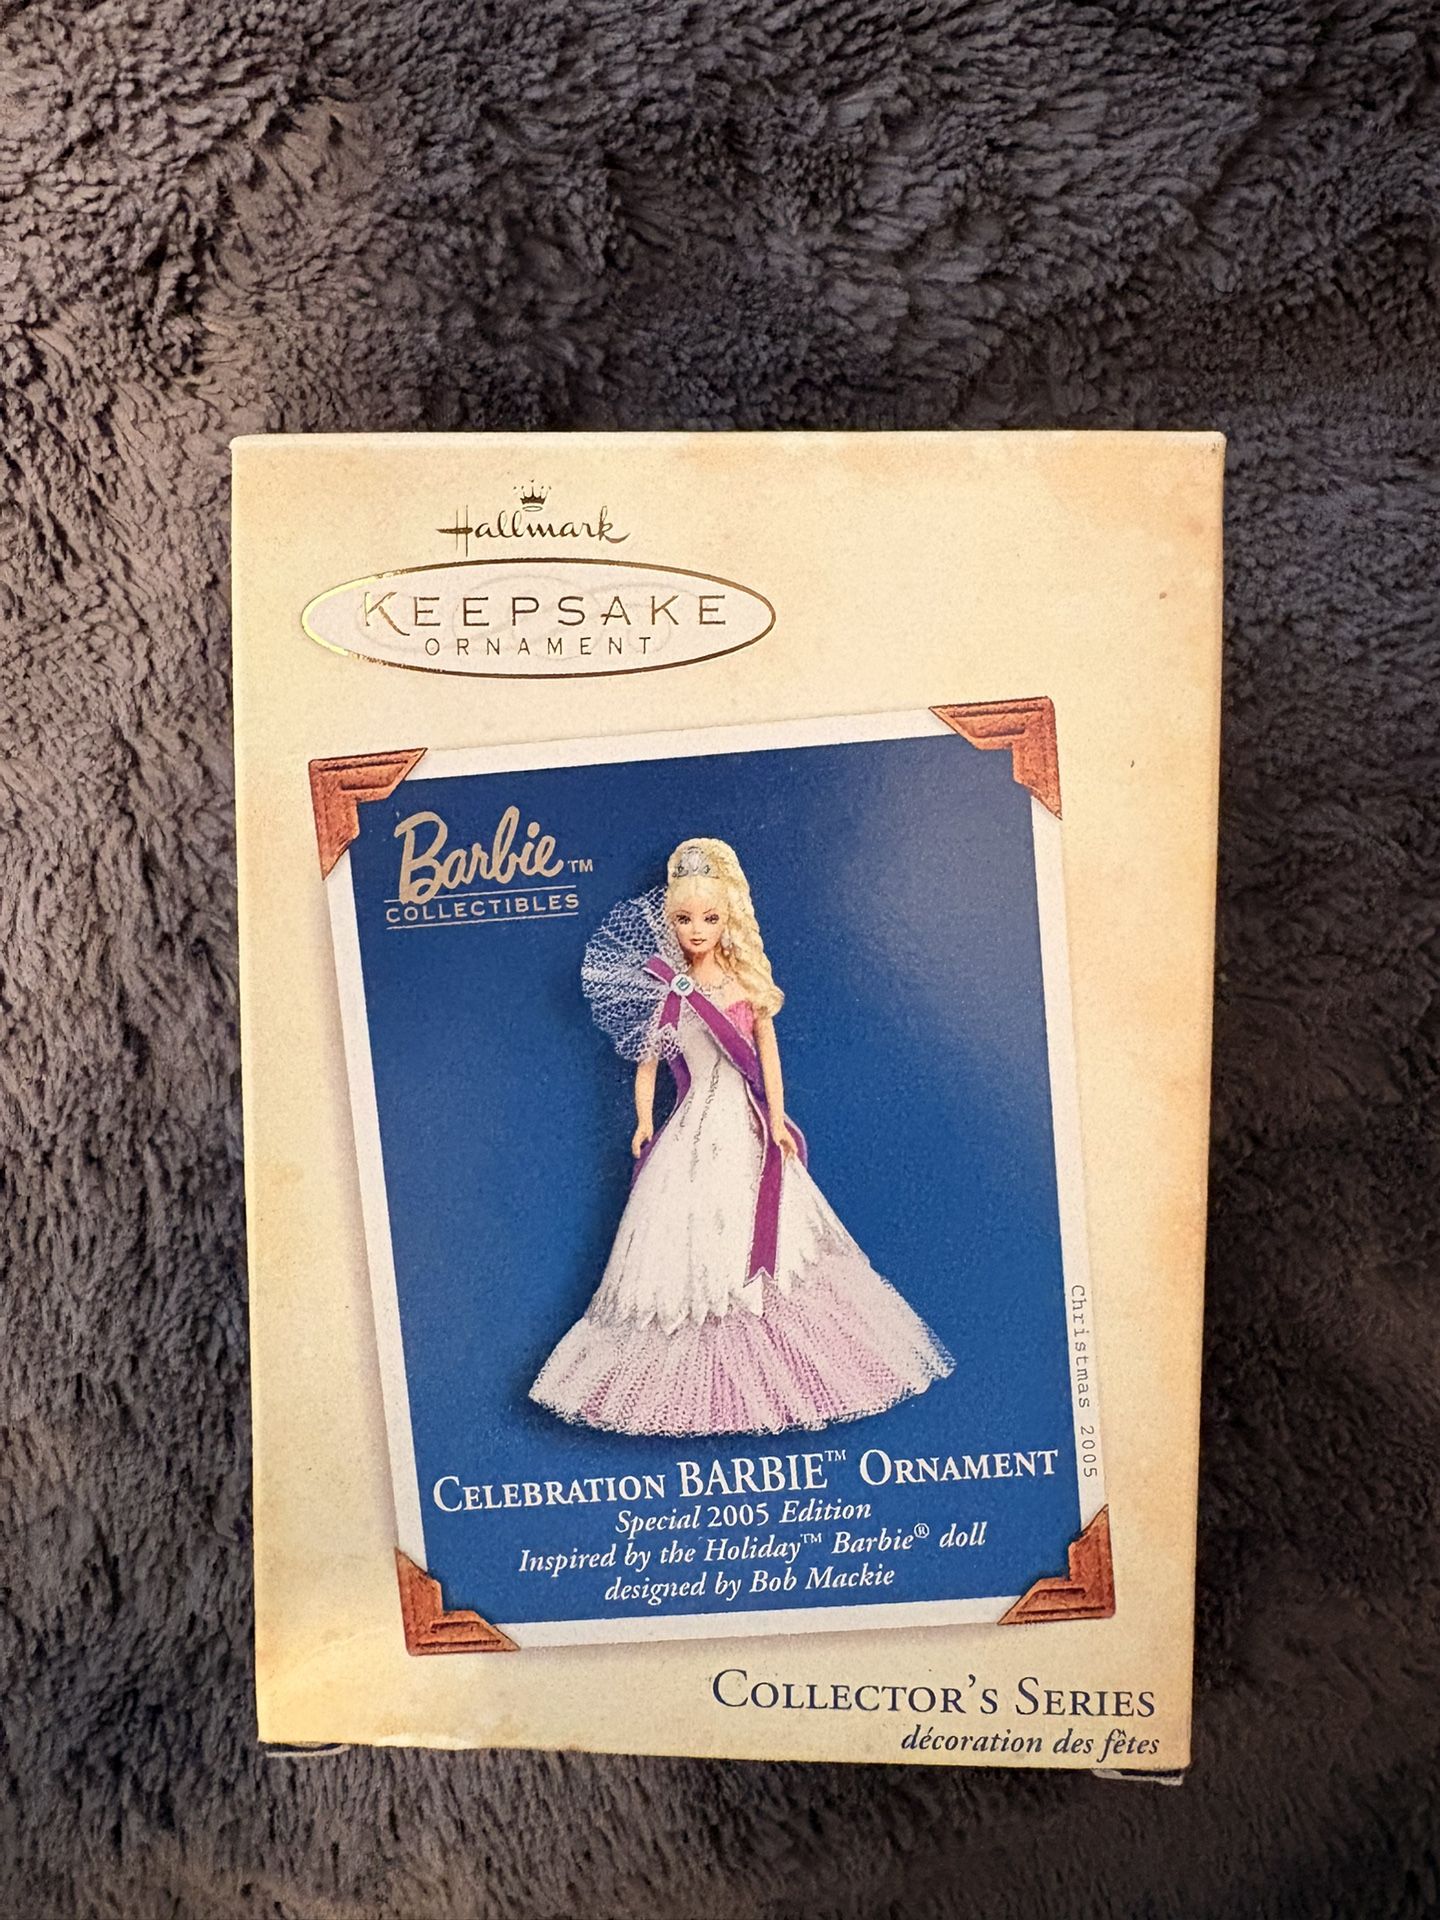 Hallmark
KEEPSAKE
ORNAMENT
Barbie™
COLLECTIBLES
Christmas 2005
CELEBRATION BARBIE™ ORNAMENT
Special 2005 Edition
Inspired by the Holiday™ Barbie® doll
designed by Bob Mackie
COLLECTOR'S SERIES
décoration des fêtes